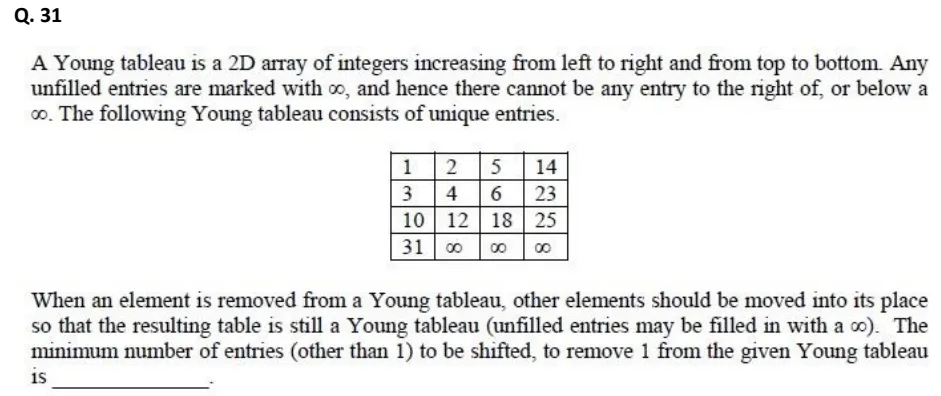 Q. 31
A Young tableau is a 2D array of integers increasing from left to right and from top to bottom. Any
unfilled entries are marked with ∞, and hence there cannot be any entry to the right of, or below a
∞. The following Young tableau consists of unique entries.
1 2 5 14
3 4 6 23
10 12 18 25
31 ∞ ∞ ∞
When an element is removed from a Young tableau, other elements should be moved into its place
so that the resulting table is still a Young tableau (unfilled entries may be filled in with a ∞). The
minimum number of entries (other than 1) to be shifted, to remove 1 from the given Young tableau
is ____________.